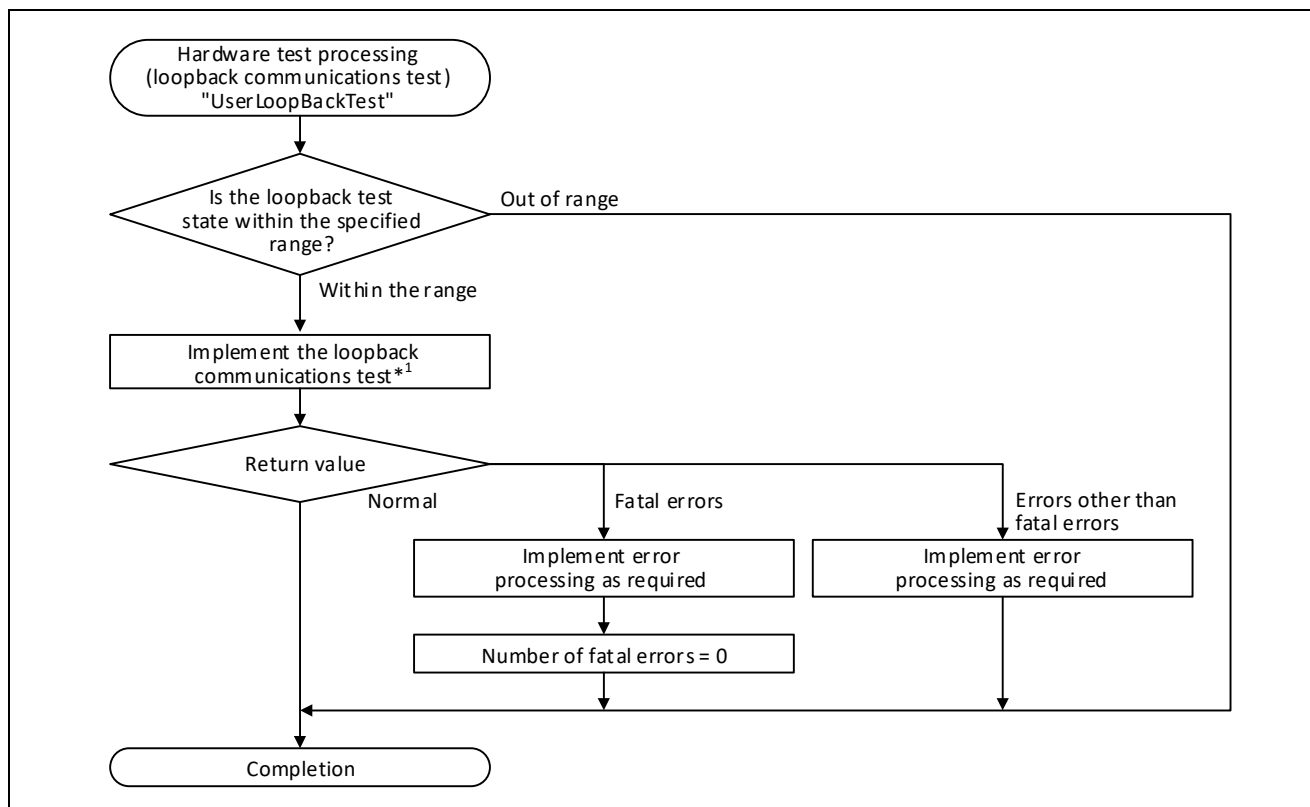 Hardware test processing
(loopback communications test)
"UserLoopBackTest"
Is the loopback test
state within the specified
range?
Out of range
Within the range
Implement the loopback
communications test*1
Return value
Normal
Fatal errors
Errors other than
fatal errors
Implement error
processing as required
Implement error
processing as required
Number of fatal errors = 0
Completion